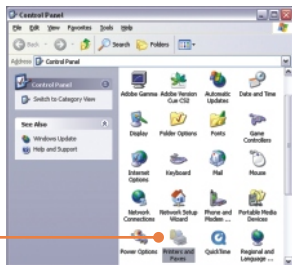 Control Panel
File Edit View Favorites Tools Help
Back Search Folders
Address Control Panel
Control Panel
Switch to Category View
See Also
Windows Update
Help and Support
Adobe Gamma
Adobe Version Cue CS2
Automatic Updates
Date and Time
Display
Folder Options
Fonts
Game Controllers
Internet Options
Keyboard
Mail
Mouse
Network Connections
Network Setup Wizard
Phone and Modem ...
Portable Media Devices
Power Options
Printers and Faxes
QuickTime
Regional and Language ...